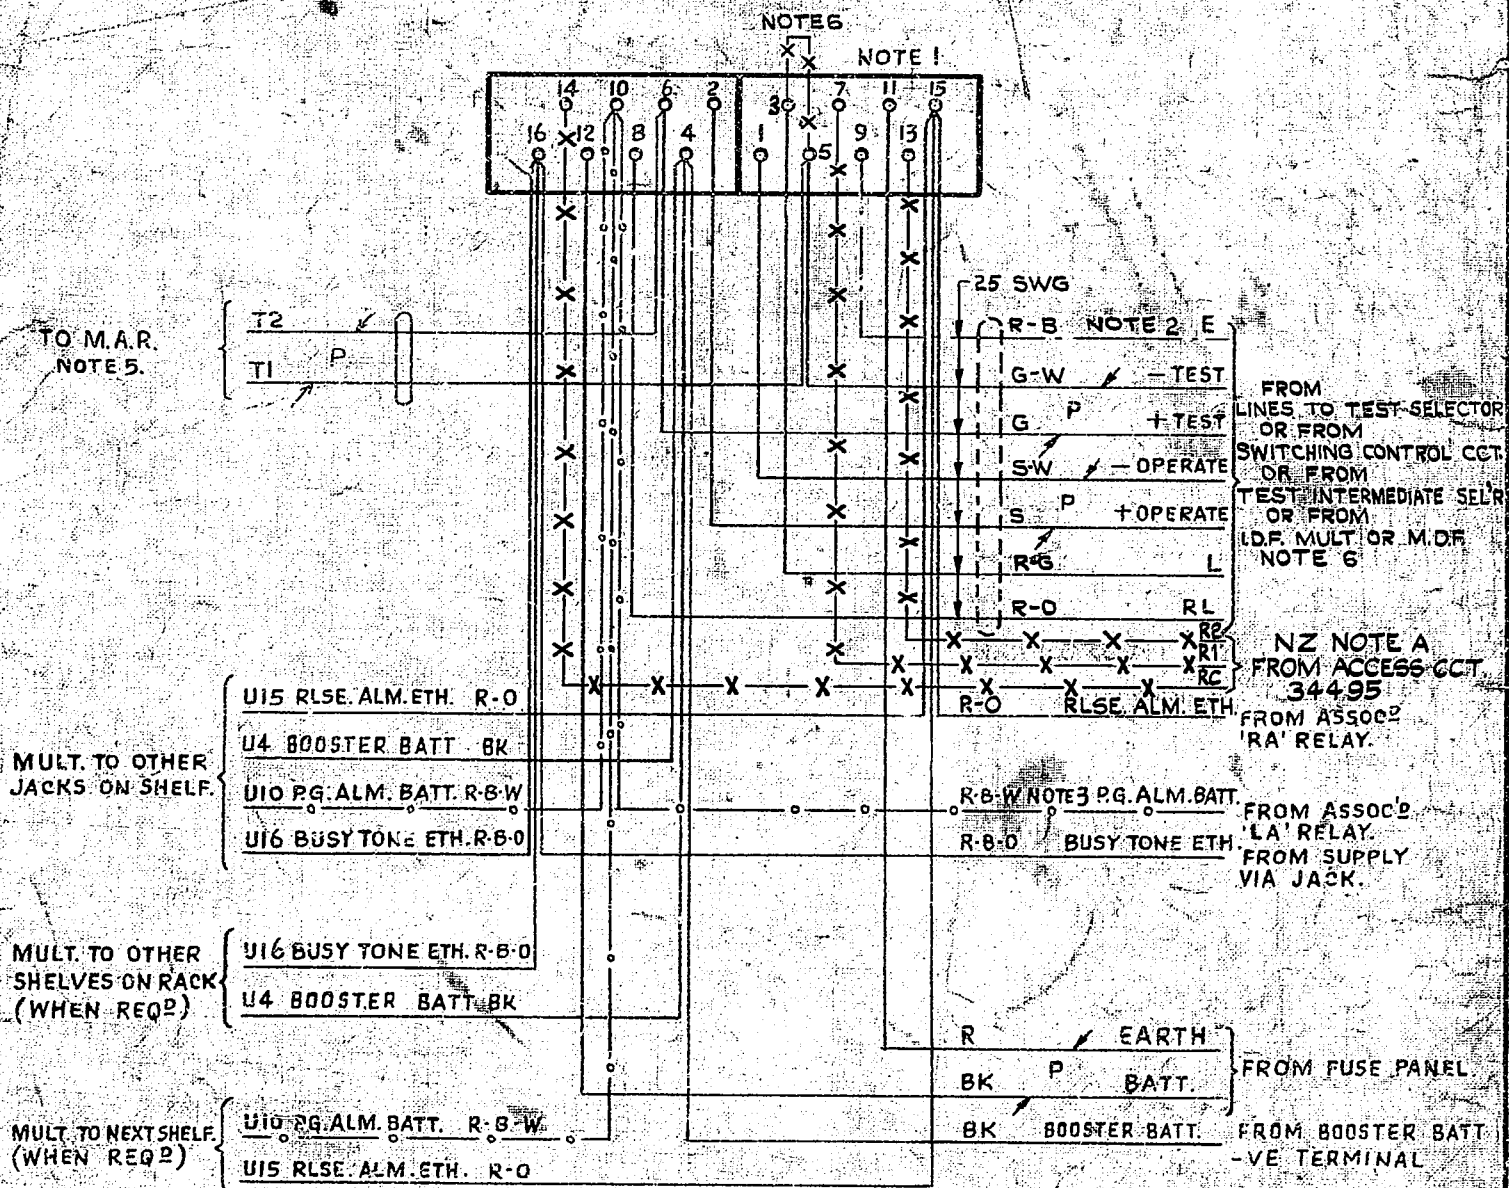 NOTE 6
NOTE 1
14 10 6 2 3 7 11 15
16 12 8 4 1 5 9 13
25 SWG
T2
P
T1
TO M.A.R.
NOTE 5.
R-B NOTE 2 E
G-W - TEST
G P + TEST
S-W - OPERATE
S P + OPERATE
R-G L
R-O RL
FROM
LINES TO TEST SELECTOR
OR FROM
SWITCHING CONTROL CCT.
OR FROM
TEST INTERMEDIATE SEL'R
OR FROM
I.D.F. MULT OR M.D.F.
NOTE 6
R2
R1
RC
NZ NOTE A
FROM ACCESS CCT
34495
R-O RLSE. ALM. ETH.
FROM ASSOCD
'RA' RELAY.
MULT. TO OTHER
JACKS ON SHELF.
U15 RLSE. ALM. ETH. R-O
U4 BOOSTER BATT BK
U10 P.G. ALM. BATT. R-B-W
U16 BUSY TONE ETH. R-B-O
R-B-W NOTE 3 P.G. ALM. BATT.
FROM ASSOC'D
'LA' RELAY.
R-B-O BUSY TONE ETH.
FROM SUPPLY
VIA JACK.
MULT. TO OTHER
SHELVES ON RACK
(WHEN REQD)
U16 BUSY TONE ETH. R-B-O
U4 BOOSTER BATT BK
R EARTH
P
BK BATT.
FROM FUSE PANEL.
BK BOOSTER BATT.
FROM BOOSTER BATT
-VE TERMINAL
MULT. TO NEXT SHELF.
(WHEN REQD)
U10 P.G. ALM. BATT. R-B-W
U15 RLSE. ALM. ETH. R-O